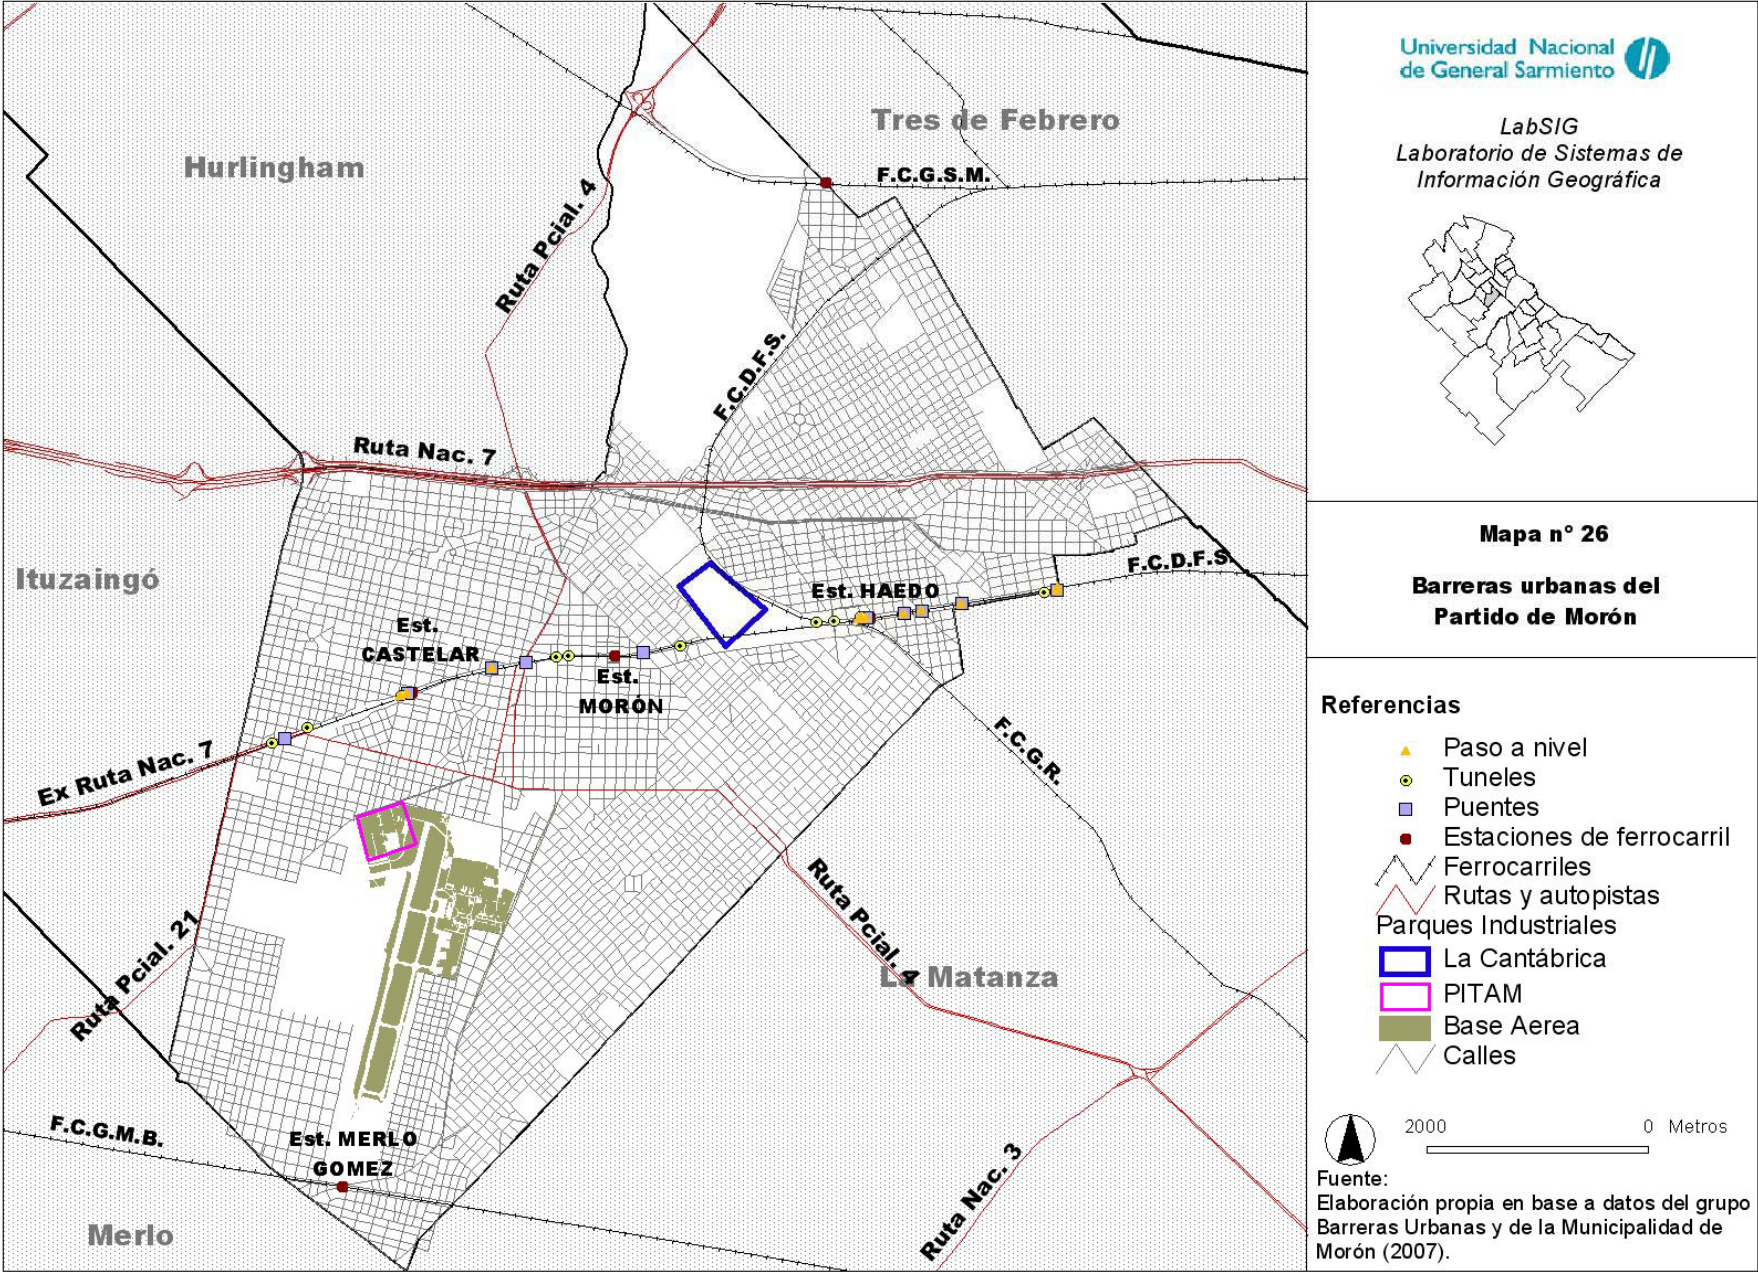 Hurlingham
Tres de Febrero
F.C.G.S.M.
Ruta Pcial. 4
F.C.D.F.S.
Ruta Nac. 7
Ituzaingó
Est. HAEDO
F.C.D.F.S.
Est.
CASTELAR
Est.
MORÓN
Ex Ruta Nac. 7
F.C.G.R.
Ruta Pcial. 21
Ruta Pcial. 4
La Matanza
F.C.G.M.B.
Est. MERLO
GOMEZ
Ruta Nac. 3
Merlo
Universidad Nacional
de General Sarmiento
LabSIG
Laboratorio de Sistemas de
Información Geográfica
Mapa n° 26
Barreras urbanas del
Partido de Morón
Referencias
Paso a nivel
Tuneles
Puentes
Estaciones de ferrocarril
Ferrocarriles
Rutas y autopistas
Parques Industriales
La Cantábrica
PITAM
Base Aerea
Calles
2000 0 Metros
Fuente:
Elaboración propia en base a datos del grupo
Barreras Urbanas y de la Municipalidad de
Morón (2007).